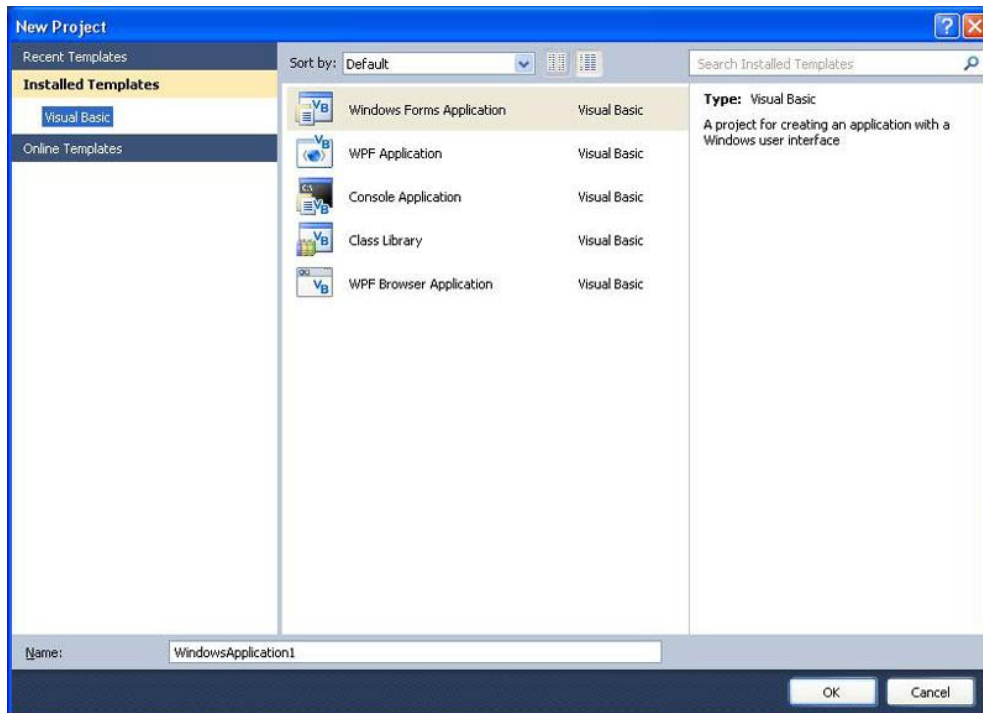 New Project
Recent Templates
Installed Templates
Visual Basic
Online Templates
Sort by: Default
Search Installed Templates
Windows Forms Application Visual Basic
WPF Application Visual Basic
Console Application Visual Basic
Class Library Visual Basic
WPF Browser Application Visual Basic
Type: Visual Basic
A project for creating an application with a
Windows user interface
Name: WindowsApplication1
OK Cancel